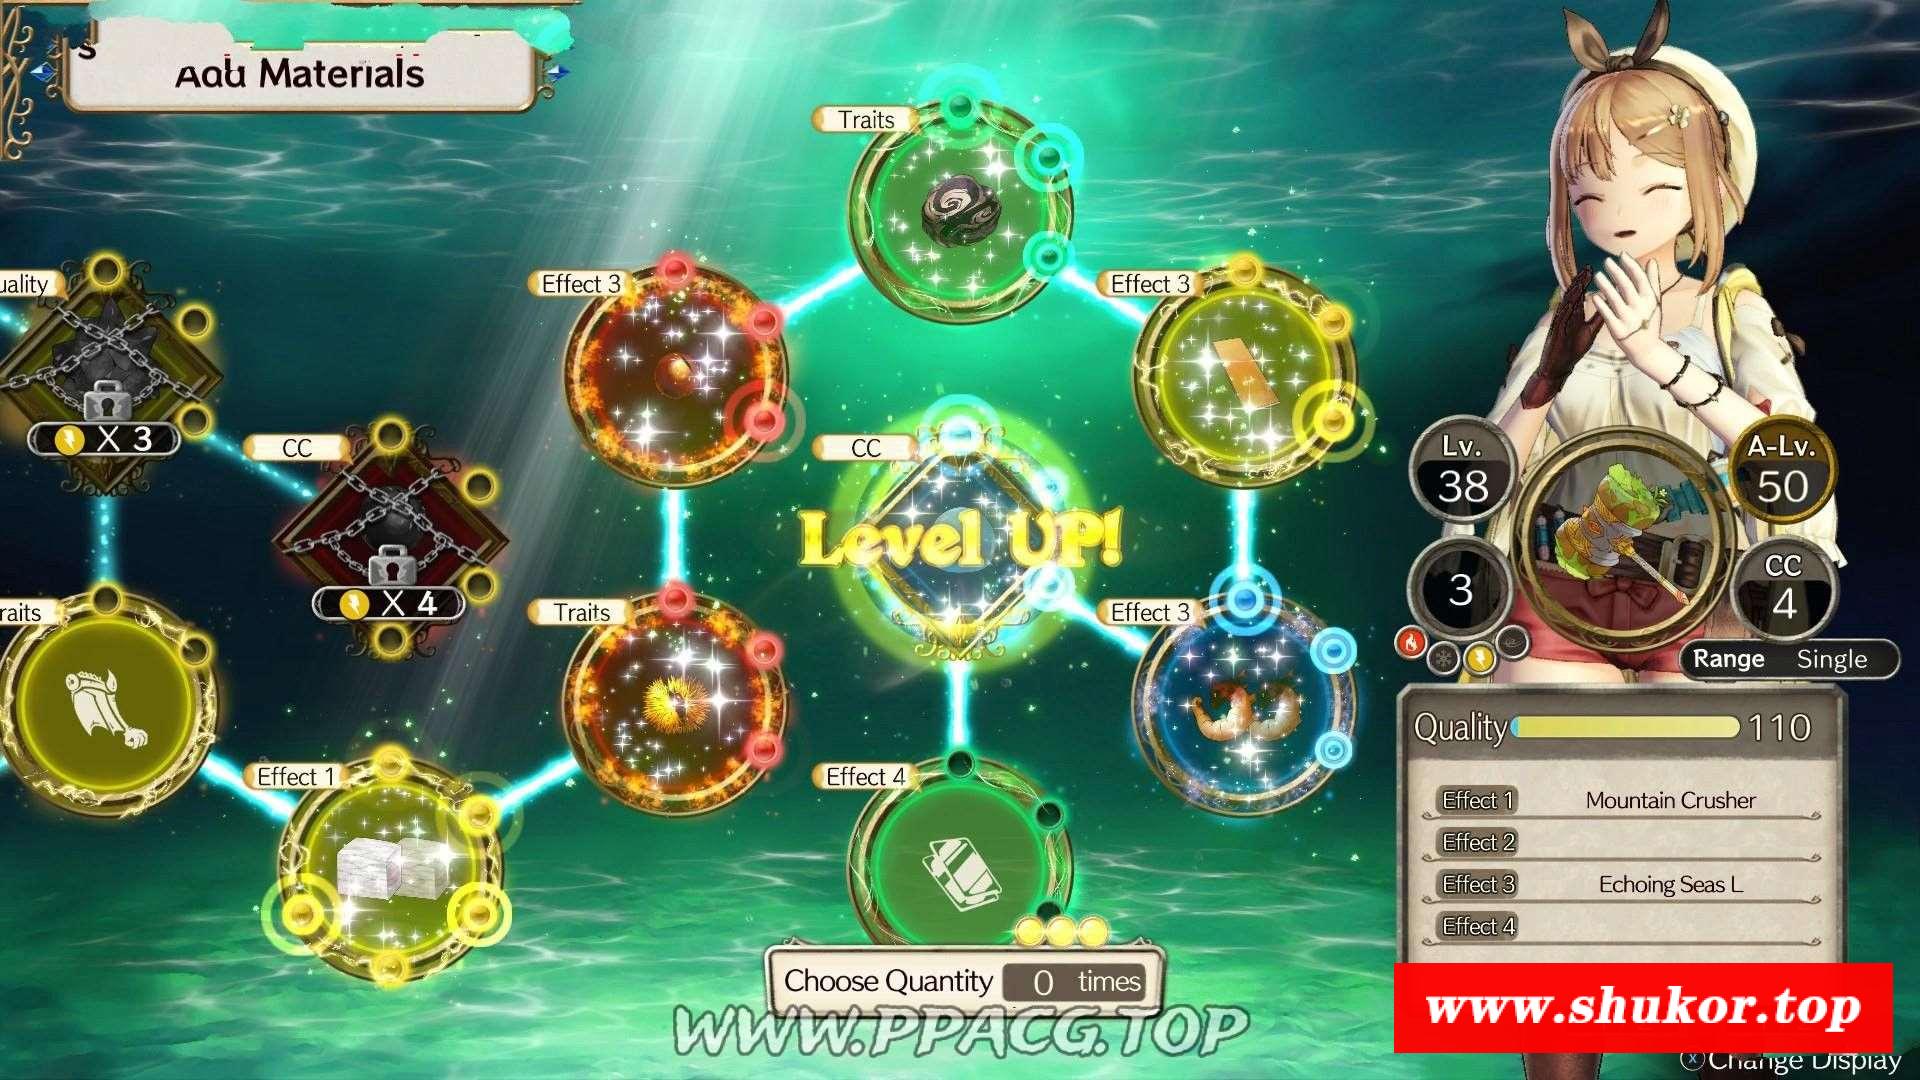 s
Add Materials
Traits
uality
Effect 3
Effect 3
X 3
CC
CC
Level UP!
X 4
raits
Traits
Effect 3
Effect 1
Effect 4
Choose Quantity 0 times
Lv.
38
A-Lv.
50
3
CC
4
Range Single
Quality 110
Effect 1 Mountain Crusher
Effect 2
Effect 3 Echoing Seas L
Effect 4
www.shukor.top
WWW.PPACG.TOP
X Change Display